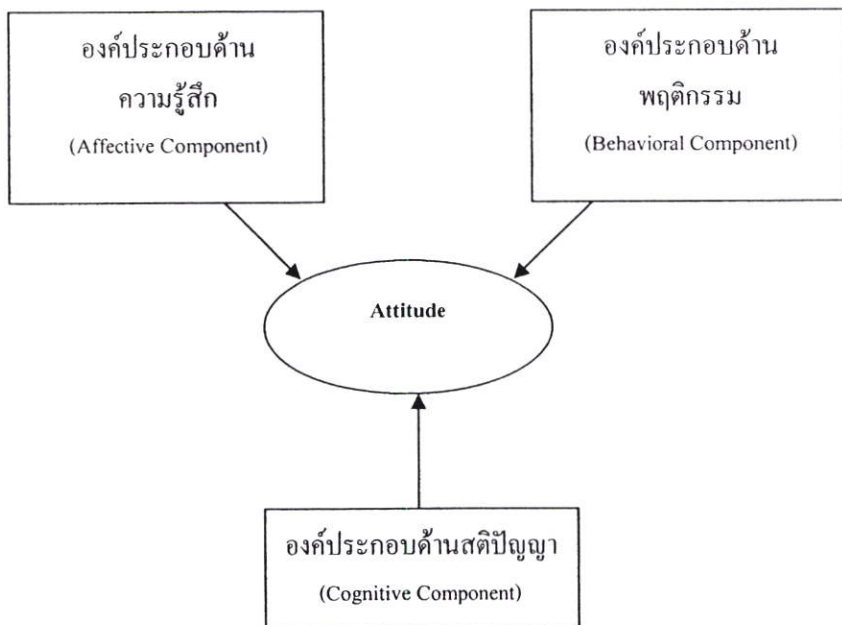 องค์ประกอบด้าน
ความรู้สึก
(Affective Component)
องค์ประกอบด้าน
พฤติกรรม
(Behavioral Component)
Attitude
องค์ประกอบด้านสติปัญญา
(Cognitive Component)